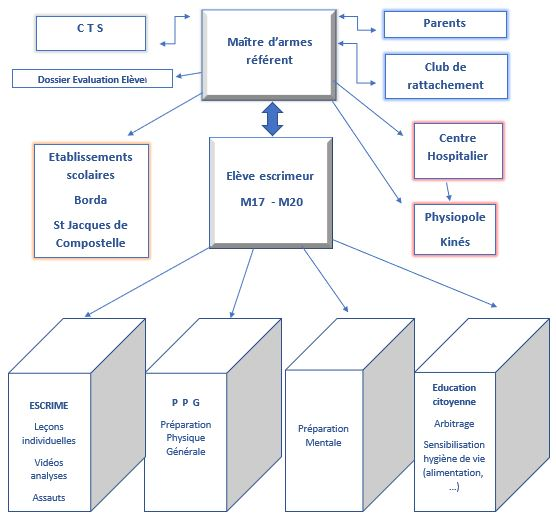 C T S
Maître d’armes
référent
Parents
Club de
rattachement
Dossier Evaluation Elève
Etablissements
scolaires
Borda
St Jacques de
Compostelle
Elève escrimeur
M17 - M20
Centre
Hospitalier
Physiopole
Kinés
ESCRIME
Leçons
individuelles
Vidéos
analyses
Assauts
P P G
Préparation
Physique
Générale
Préparation
Mentale
Education
citoyenne
Arbitrage
Sensibilisation
hygiène de vie
(alimentation,
…)